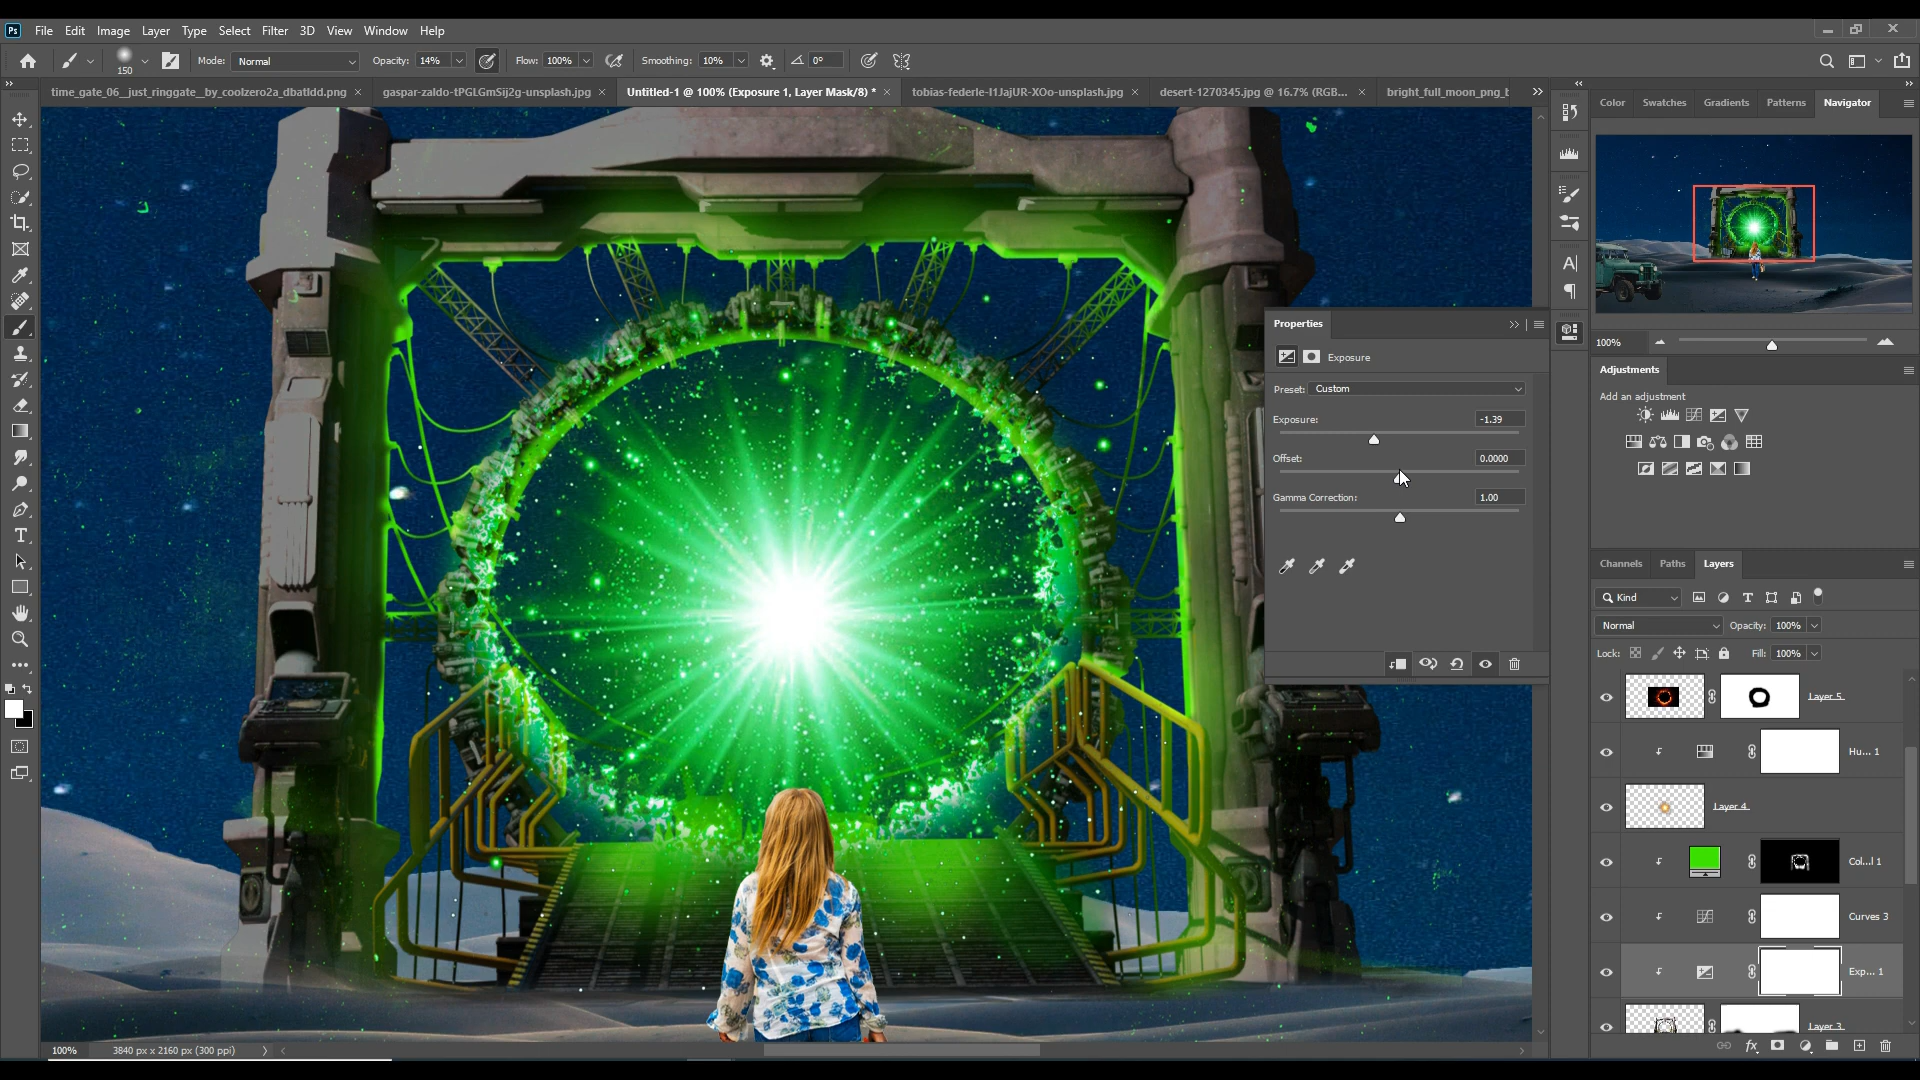 Ps File Edit Image Layer Type Select Filter 3D View Window Help
150 Mode: Normal Opacity: 14% Flow: 100% Smoothing: 10% 0°
time_gate_06__just_ringgate__by_coolzero2a_dbatldd.png × gaspar-zaldo-tPGLGmSij2g-unsplash.jpg × Untitled-1 @ 100% (Exposure 1, Layer Mask/8) * × tobias-federle-I1JajUR-XOo-unsplash.jpg × desert-1270345.jpg @ 16.7% (RGB... × bright_full_moon_png_b
Color Swatches Gradients Patterns Navigator
100%
Properties
Exposure
Preset: Custom
Exposure: -1.39
Offset: 0.0000
Gamma Correction: 1.00
Adjustments
Add an adjustment
Channels Paths Layers
Kind
Normal Opacity: 100%
Lock: Fill: 100%
Layer 5
Hu... 1
Layer 4
Col...l 1
Curves 3
Exp... 1
Layer 3
100% 3840 px x 2160 px (300 ppi)